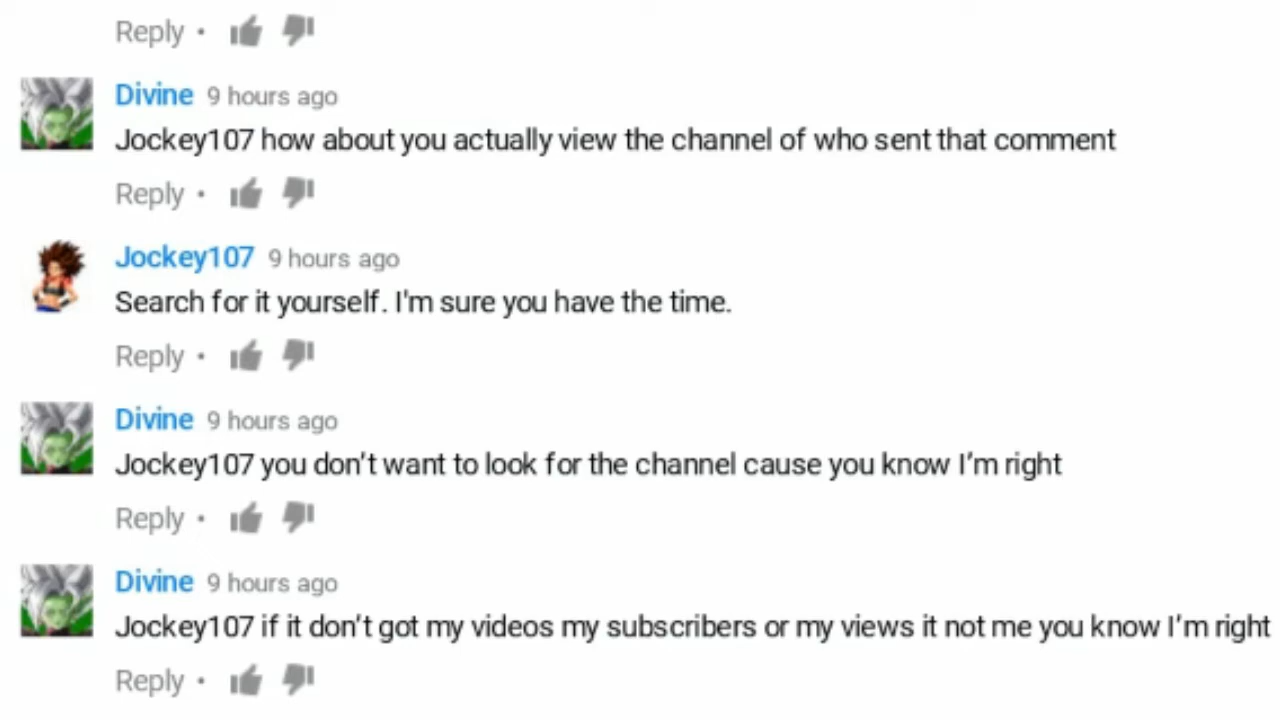 Reply •
Divine 9 hours ago
Jockey107 how about you actually view the channel of who sent that comment
Reply •
Jockey107 9 hours ago
Search for it yourself. I'm sure you have the time.
Reply •
Divine 9 hours ago
Jockey107 you don't want to look for the channel cause you know I'm right
Reply •
Divine 9 hours ago
Jockey107 if it don't got my videos my subscribers or my views it not me you know I'm right
Reply •